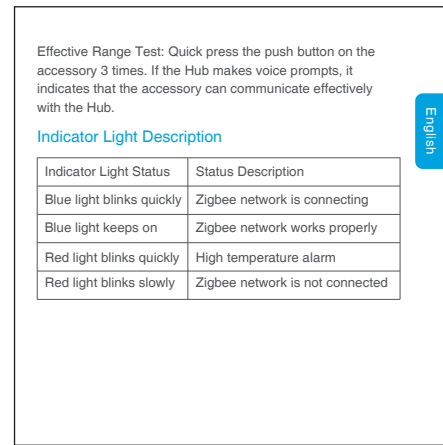 Effective Range Test: Quick press the push button on the
accessory 3 times. If the Hub makes voice prompts, it
indicates that the accessory can communicate effectively
with the Hub.
English
Indicator Light Description
Indicator Light Status Status Description
Blue light blinks quickly Zigbee network is connecting
Blue light keeps on Zigbee network works properly
Red light blinks quickly High temperature alarm
Red light blinks slowly Zigbee network is not connected